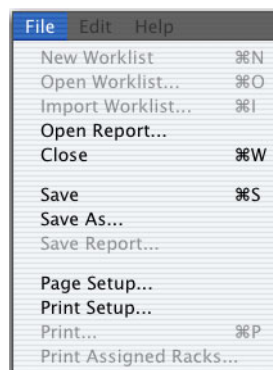 File Edit Help
New Worklist ⌘N
Open Worklist... ⌘O
Import Worklist... ⌘I
Open Report...
Close ⌘W
Save ⌘S
Save As...
Save Report...
Page Setup...
Print Setup...
Print... ⌘P
Print Assigned Racks...